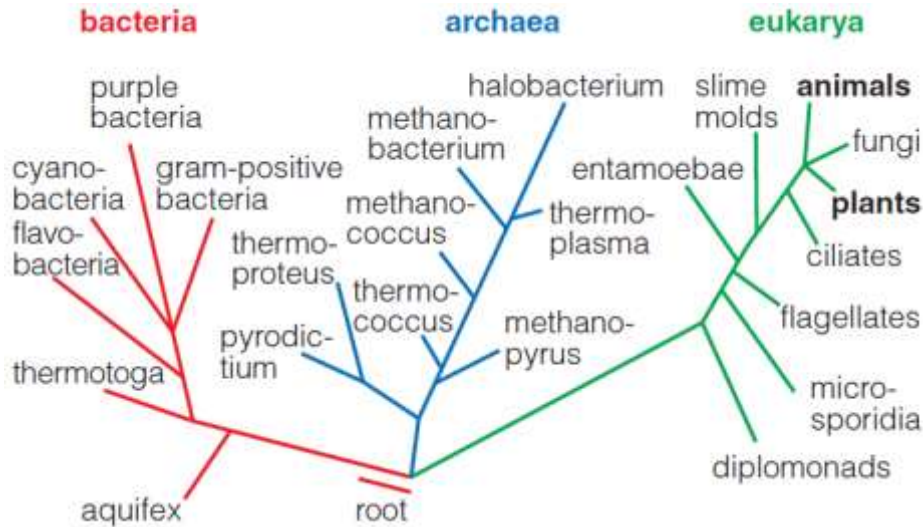 bacteria
archaea
eukarya
purple
bacteria
cyano-
bacteria
gram-positive
bacteria
flavo-
bacteria
thermotoga
aquifex
root
halobacterium
methano-
bacterium
thermo-
plasma
methano-
coccus
thermo-
proteus
thermo-
coccus
pyrodic-
tium
methano-
pyrus
slime
molds
animals
fungi
entamoebae
plants
ciliates
flagellates
micro-
sporidia
diplomonads